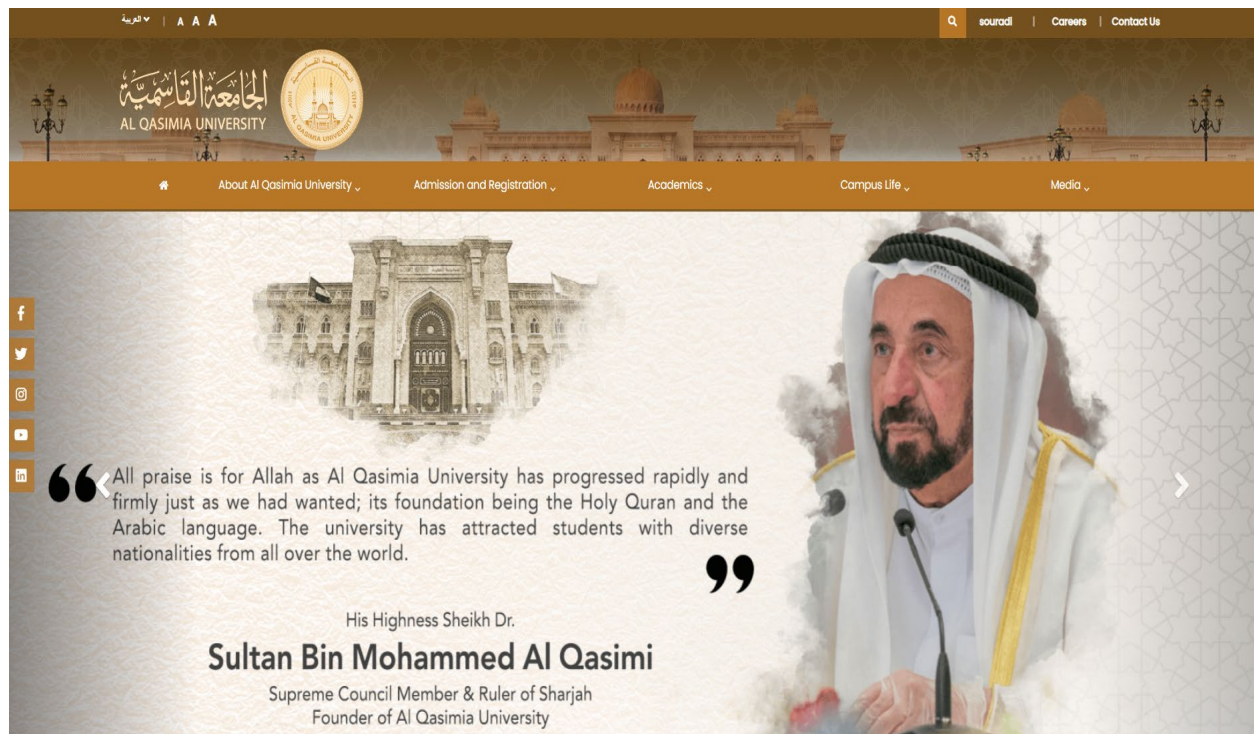 العربية | A A A
souradi | Careers | Contact Us
الجامعة القاسمية
AL QASIMIA UNIVERSITY
About Al Qasimia University
Admission and Registration
Academics
Campus Life
Media
All praise is for Allah as Al Qasimia University has progressed rapidly and
firmly just as we had wanted; its foundation being the Holy Quran and the
Arabic language. The university has attracted students with diverse
nationalities from all over the world.
His Highness Sheikh Dr.
Sultan Bin Mohammed Al Qasimi
Supreme Council Member & Ruler of Sharjah
Founder of Al Qasimia University